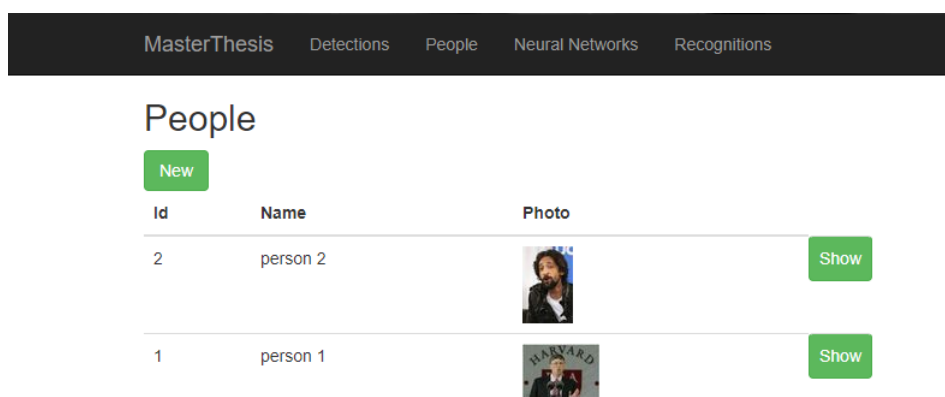 MasterThesis Detections People Neural Networks Recognitions
People
New
Id Name Photo
2 person 2 Show
1 person 1 Show
HARVARD